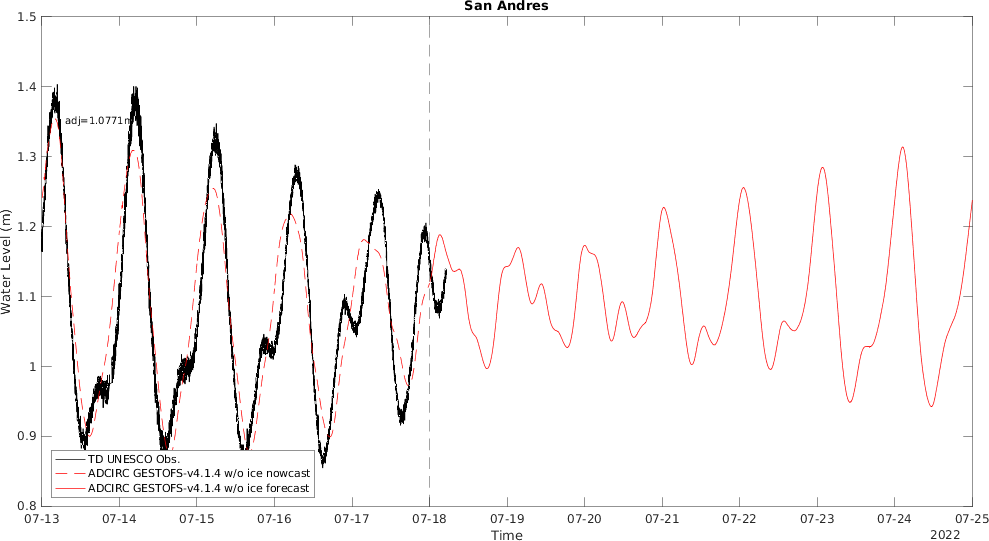 San Andres
Water Level (m)
1.5
1.4
1.3
1.2
1.1
1
0.9
0.8
adj=1.0771m
TD UNESCO Obs.
ADCIRC GESTOFS-v4.1.4 w/o ice nowcast
ADCIRC GESTOFS-v4.1.4 w/o ice forecast
07-13 07-14 07-15 07-16 07-17 07-18 07-19 07-20 07-21 07-22 07-23 07-24 07-25
Time
2022